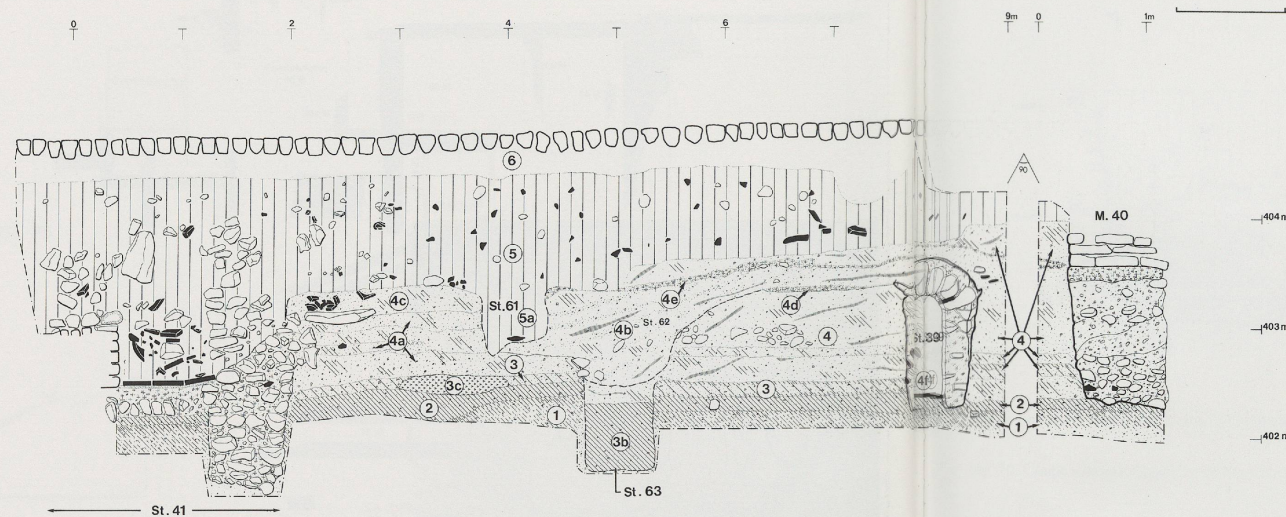 0 2 4 6 9m 0 1m
6
90
M. 40
404 m
5
4c St. 61 5a 4e 4d
4b St. 62 4 St. 39 4 403 m
4a
3
3c 3 4f
2 1 2
3b 1 402 m
St. 63
St. 41